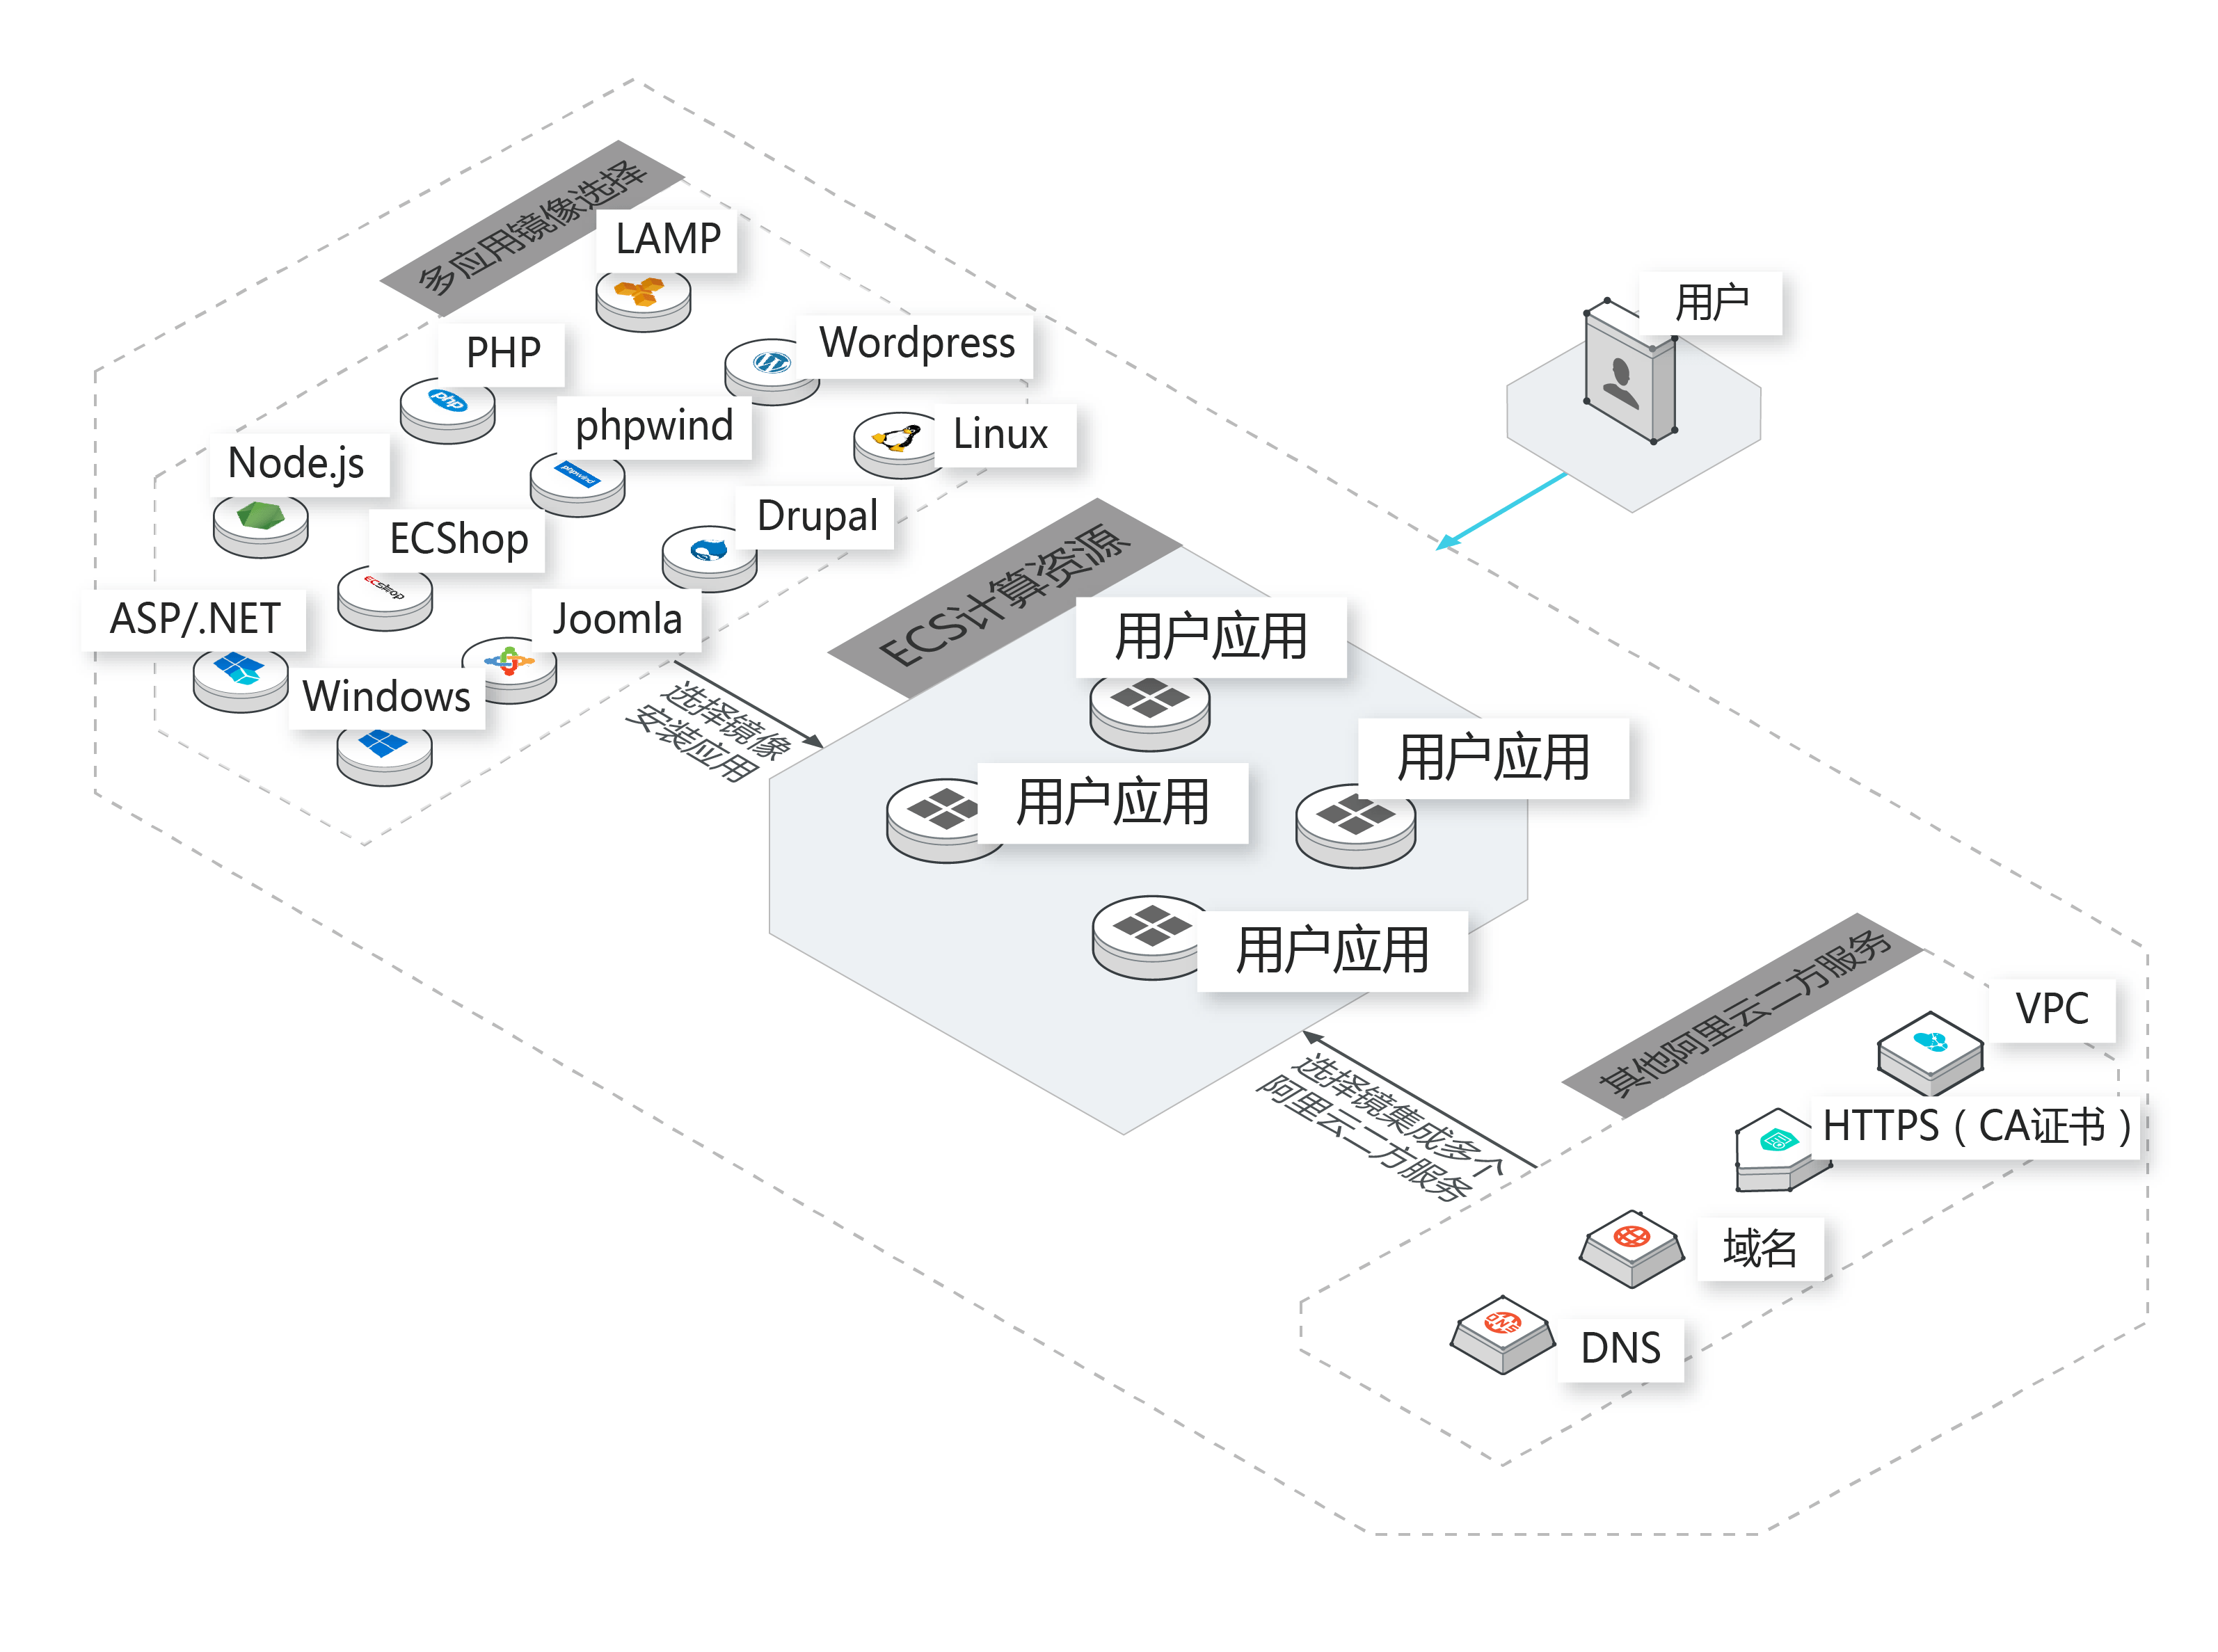 多应用镜像选择
LAMP
PHP
php
Wordpress
phpwind
phpwind
Linux
Node.js
ECShop
ecshop
Drupal
ASP/.NET
Joomla
Windows
选择镜像
安装应用
用户
ECS计算资源
用户应用
用户应用
用户应用
用户应用
选择镜集成多个
阿里云二方服务
其他阿里云二方服务
VPC
HTTPS（CA证书）
域名
DNS
DNS